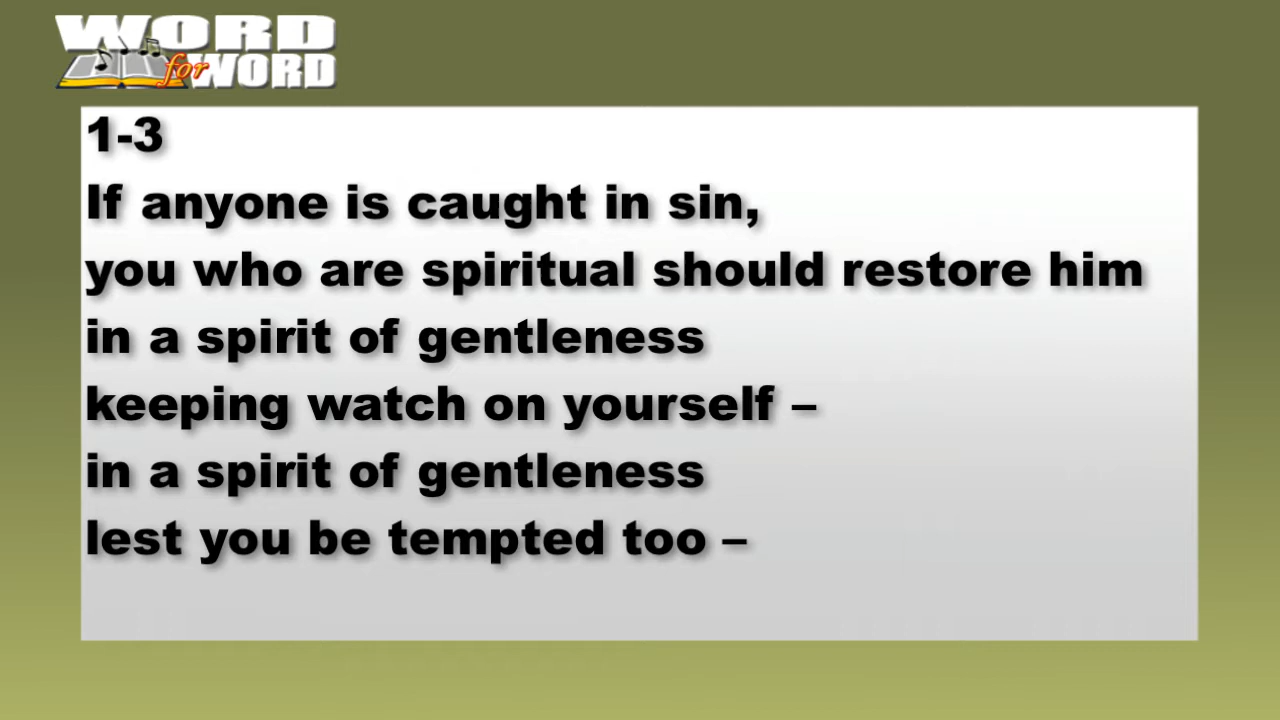 WORD
for WORD
1-3
If anyone is caught in sin,
you who are spiritual should restore him
in a spirit of gentleness
keeping watch on yourself –
in a spirit of gentleness
lest you be tempted too –